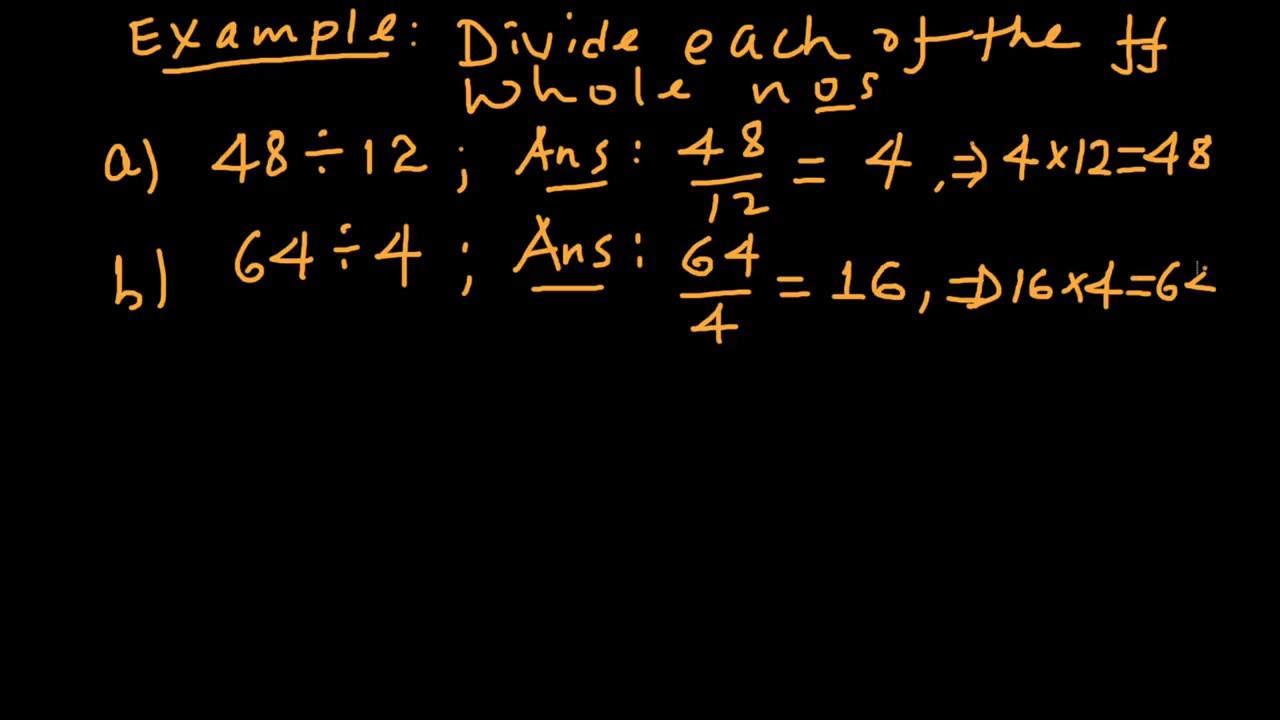 Example: Divide each of the ff
whole nos
a) 48 ÷ 12 ; Ans: 48/12 = 4 , ⇒ 4 × 12 = 48
b) 64 ÷ 4 ; Ans: 64/4 = 16 , ⇒ 16 × 4 = 6